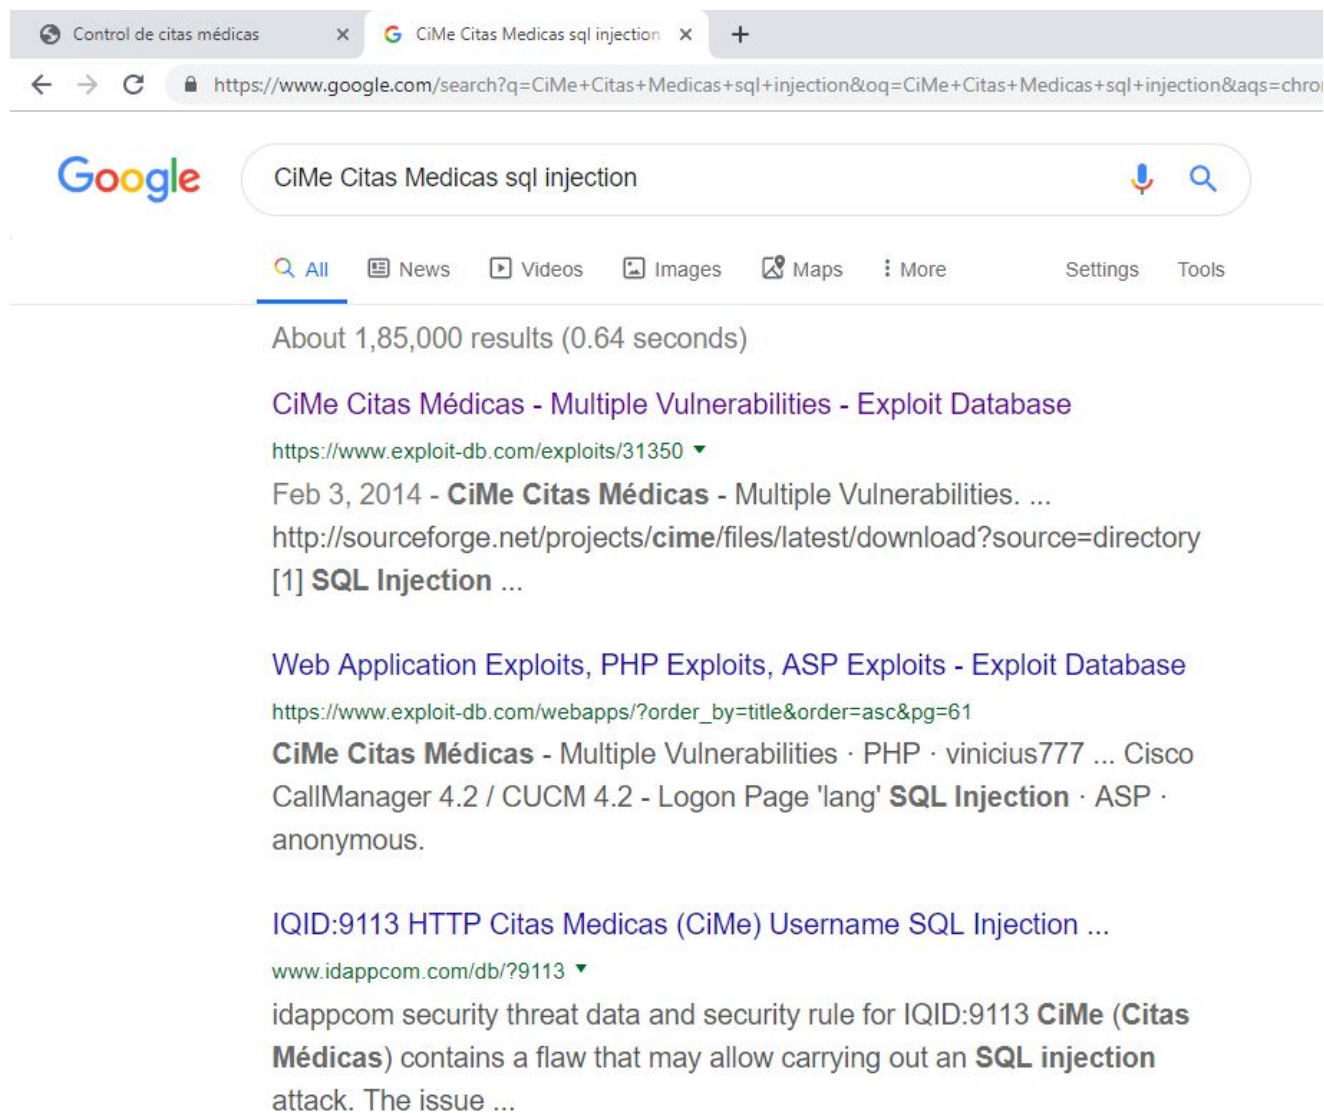 Control de citas médicas
CiMe Citas Medicas sql injection
https://www.google.com/search?q=CiMe+Citas+Medicas+sql+injection&oq=CiMe+Citas+Medicas+sql+injection&aqs=chro
Google
CiMe Citas Medicas sql injection
All News Videos Images Maps More Settings Tools
About 1,85,000 results (0.64 seconds)
CiMe Citas Médicas - Multiple Vulnerabilities - Exploit Database
https://www.exploit-db.com/exploits/31350
Feb 3, 2014 - CiMe Citas Médicas - Multiple Vulnerabilities. ...
http://sourceforge.net/projects/cime/files/latest/download?source=directory
[1] SQL Injection ...
Web Application Exploits, PHP Exploits, ASP Exploits - Exploit Database
https://www.exploit-db.com/webapps/?order_by=title&order=asc&pg=61
CiMe Citas Médicas - Multiple Vulnerabilities · PHP · vinicius777 ... Cisco
CallManager 4.2 / CUCM 4.2 - Logon Page 'lang' SQL Injection · ASP ·
anonymous.
IQID:9113 HTTP Citas Medicas (CiMe) Username SQL Injection ...
www.idappcom.com/db/?9113
idappcom security threat data and security rule for IQID:9113 CiMe (Citas
Médicas) contains a flaw that may allow carrying out an SQL injection
attack. The issue ...